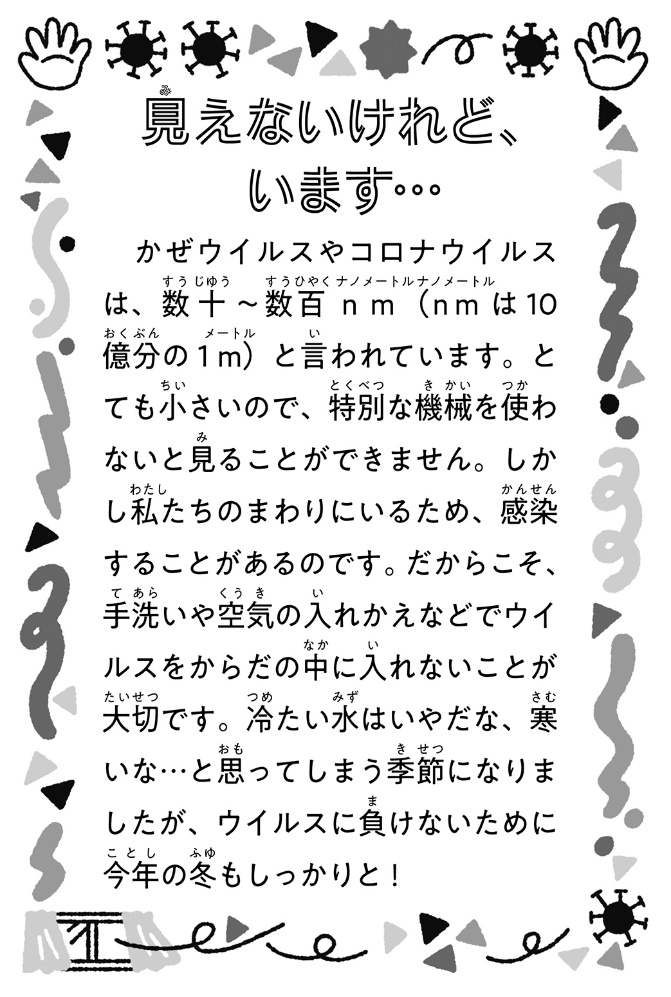 見えないけれど、
います…
かぜウイルスやコロナウイルス
は、数十～数百nm（nmは10
億分の1m）と言われています。と
ても小さいので、特別な機械を使わ
ないと見ることができません。しか
し私たちのまわりにいるため、感染
することがあるのです。だからこそ、
手洗いや空気の入れかえなどでウイ
ルスをからだの中に入れないことが
大切です。冷たい水はいやだな、寒
いな…と思ってしまう季節になりま
したが、ウイルスに負けないために
今年の冬もしっかりと！